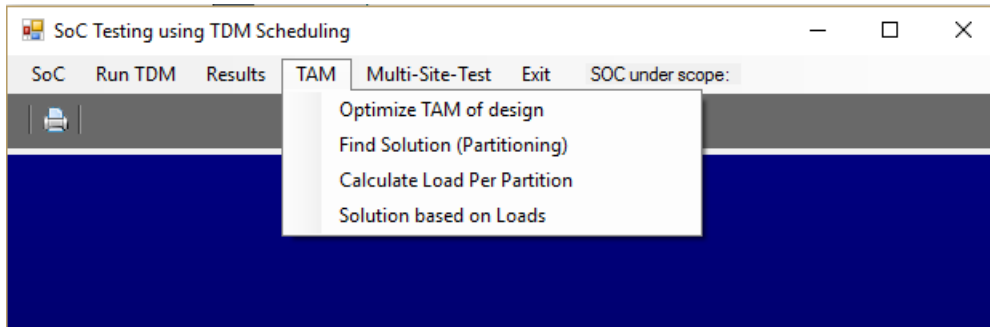 SoC Testing using TDM Scheduling
SoC Run TDM Results TAM Multi-Site-Test Exit SOC under scope:
Optimize TAM of design
Find Solution (Partitioning)
Calculate Load Per Partition
Solution based on Loads